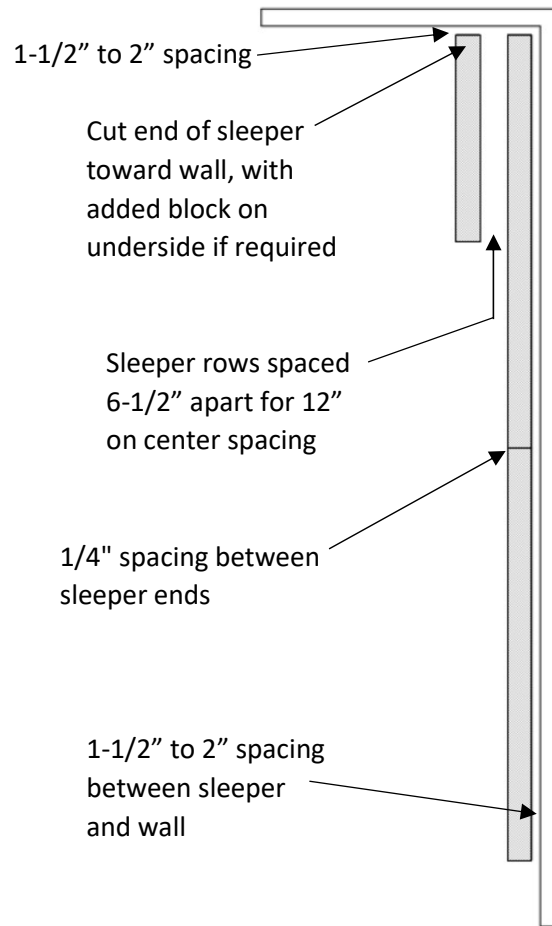 1-1/2” to 2” spacing
Cut end of sleeper
toward wall, with
added block on
underside if required
Sleeper rows spaced
6-1/2” apart for 12”
on center spacing
1/4" spacing between
sleeper ends
1-1/2” to 2” spacing
between sleeper
and wall